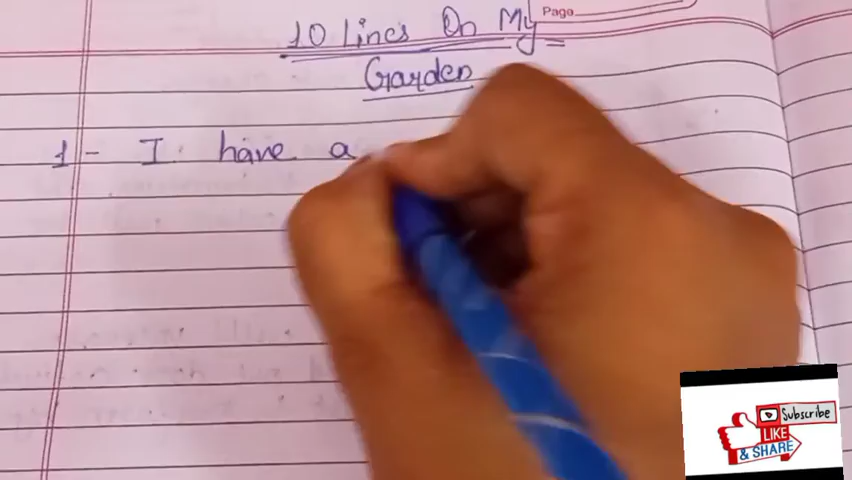 Page
10 Lines On My
Garden
1- I have a
Subscribe
LIKE
& SHARE